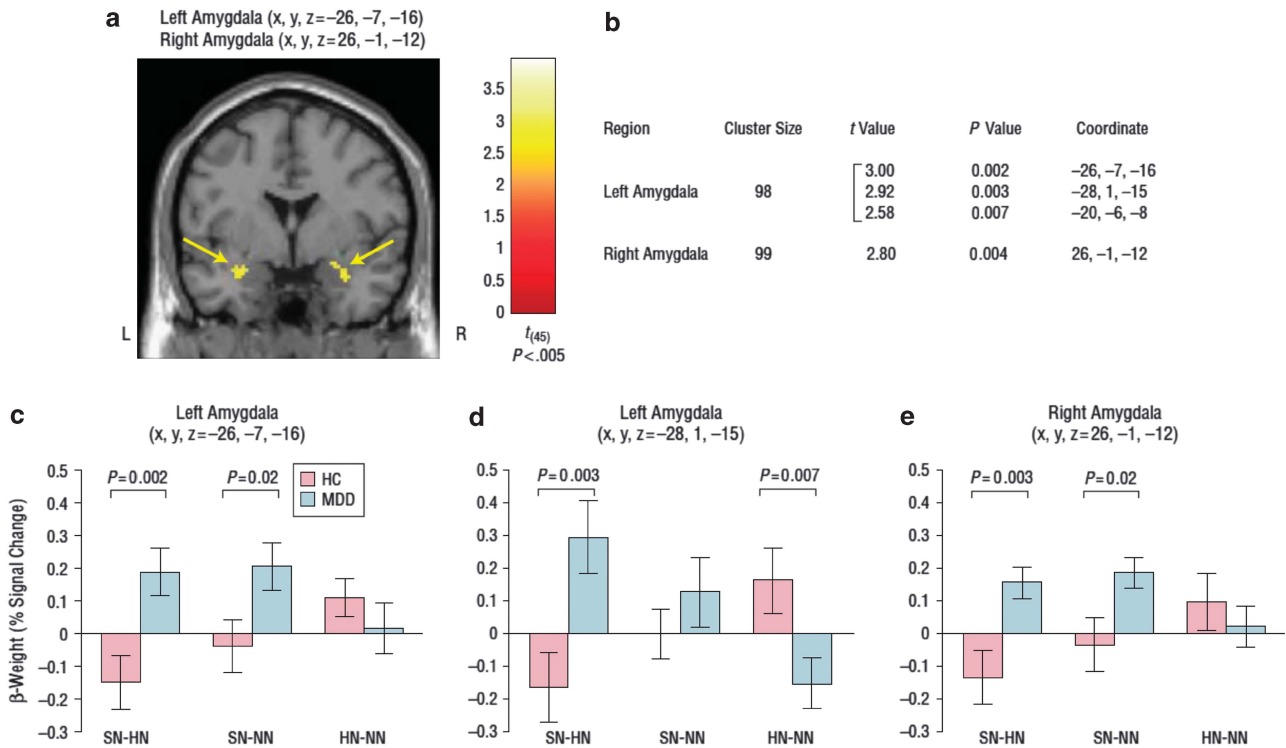 a
Left Amygdala (x, y, z=–26, –7, –16)
Right Amygdala (x, y, z=26, –1, –12)
3.5
3
2.5
2
1.5
1
0.5
0
L
R
t(45)
P<.005
b
Region Cluster Size t Value P Value Coordinate
3.00 0.002 –26, –7, –16
Left Amygdala 98 2.92 0.003 –28, 1, –15
2.58 0.007 –20, –6, –8
Right Amygdala 99 2.80 0.004 26, –1, –12
c
Left Amygdala
(x, y, z=–26, –7, –16)
β-Weight (% Signal Change)
0.5
0.4
0.3
0.2
0.1
0
–0.1
–0.2
–0.3
P=0.002
P=0.02
HC
MDD
SN-HN SN-NN HN-NN
d
Left Amygdala
(x, y, z=–28, 1, –15)
0.5
0.4
0.3
0.2
0.1
0
–0.1
–0.2
–0.3
P=0.003
P=0.007
SN-HN SN-NN HN-NN
e
Right Amygdala
(x, y, z=26, –1, –12)
0.5
0.4
0.3
0.2
0.1
0
–0.1
–0.2
–0.3
P=0.003
P=0.02
SN-HN SN-NN HN-NN